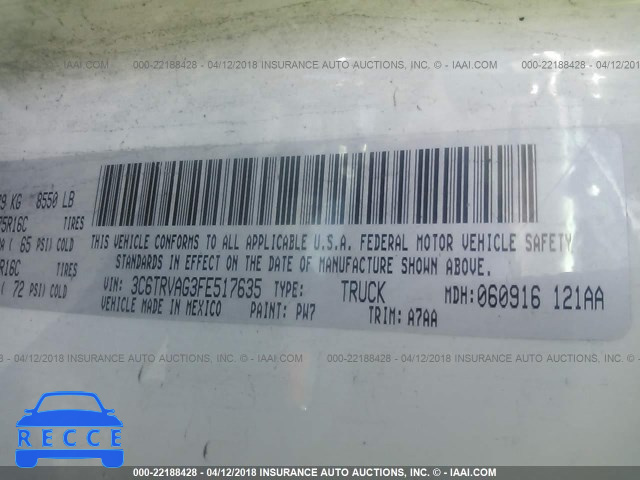 000-22188428 - 04/12/2018 INSURANCE AUTO AUCTIONS, INC. © - IAAI.COM
9 KG 8550 LB
75R16C TIRES
65 PSI) COLD
R16C TIRES
72 PSI) COLD
THIS VEHICLE CONFORMS TO ALL APPLICABLE U.S.A. FEDERAL MOTOR VEHICLE SAFETY
STANDARDS IN EFFECT ON THE DATE OF MANUFACTURE SHOWN ABOVE.
VIN: 3C6TRVAG3FE517635 TYPE: TRUCK MDH: 060916 121AA
VEHICLE MADE IN MEXICO PAINT: PW7 TRIM: A7AA
000-22188428 - 04/12/2018 INSURANCE AUTO AUCTIONS, INC. © - IAAI.COM
RECCE
000-22188428 - 04/12/2018 INSURANCE AUTO AUCTIONS, INC. © - IAAI.COM